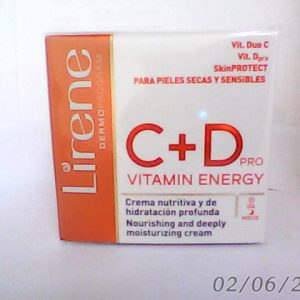 Lirene
DERMOPROGRAM
Vit. Duo C
Vit. Dpro
SkinPROTECT
PARA PIELES SECAS Y SENSIBLES
C+D PRO
VITAMIN ENERGY
Crema nutritiva y de
hidratación profunda
Nourishing and deeply
moisturizing cream
DÍA
NOCHE
02/06/2